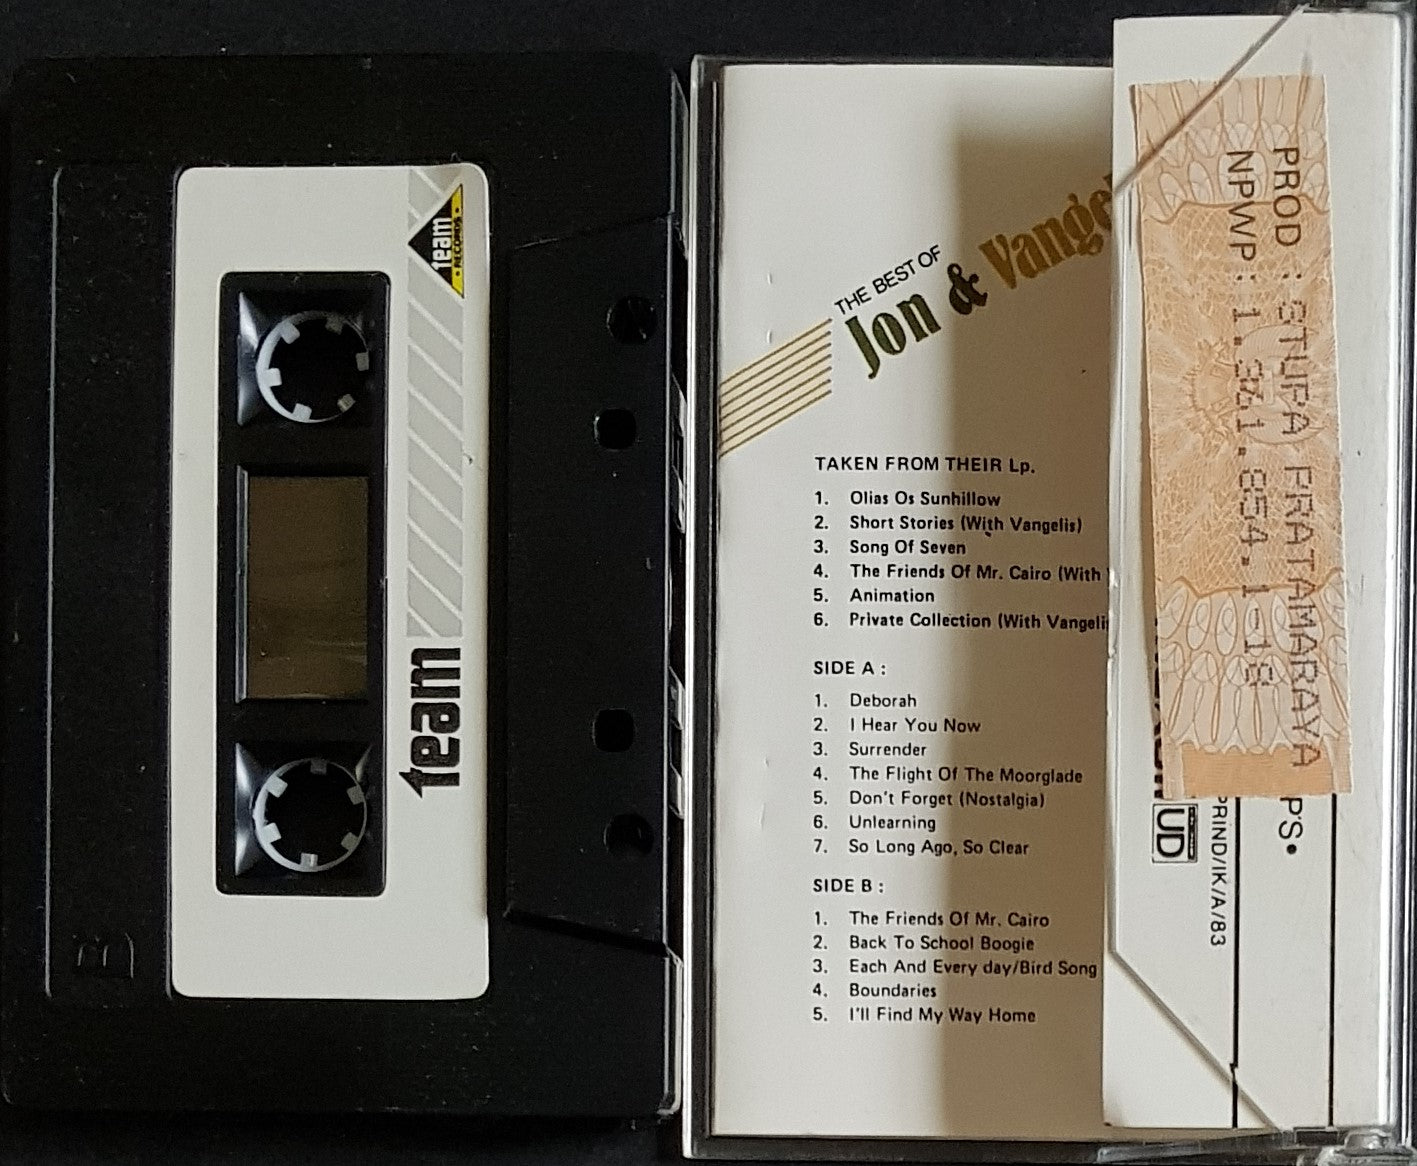 team
RECORDS
team
B
THE BEST OF
Jon & Vange
TAKEN FROM THEIR Lp.
1. Olias Os Sunhillow
2. Short Stories (With Vangelis)
3. Song Of Seven
4. The Friends Of Mr. Cairo (With
5. Animation
6. Private Collection (With Vangeli
SIDE A :
1. Deborah
2. I Hear You Now
3. Surrender
4. The Flight Of The Moorglade
5. Don't Forget (Nostalgia)
6. Unlearning
7. So Long Ago, So Clear
SIDE B :
1. The Friends Of Mr. Cairo
2. Back To School Boogie
3. Each And Every day/Bird Song
4. Boundaries
5. I'll Find My Way Home
PROD : STUPA PRATAMARAYA
NPWP : 1.361.854.1-18
PS.
PRIND/IK/A/83
UD